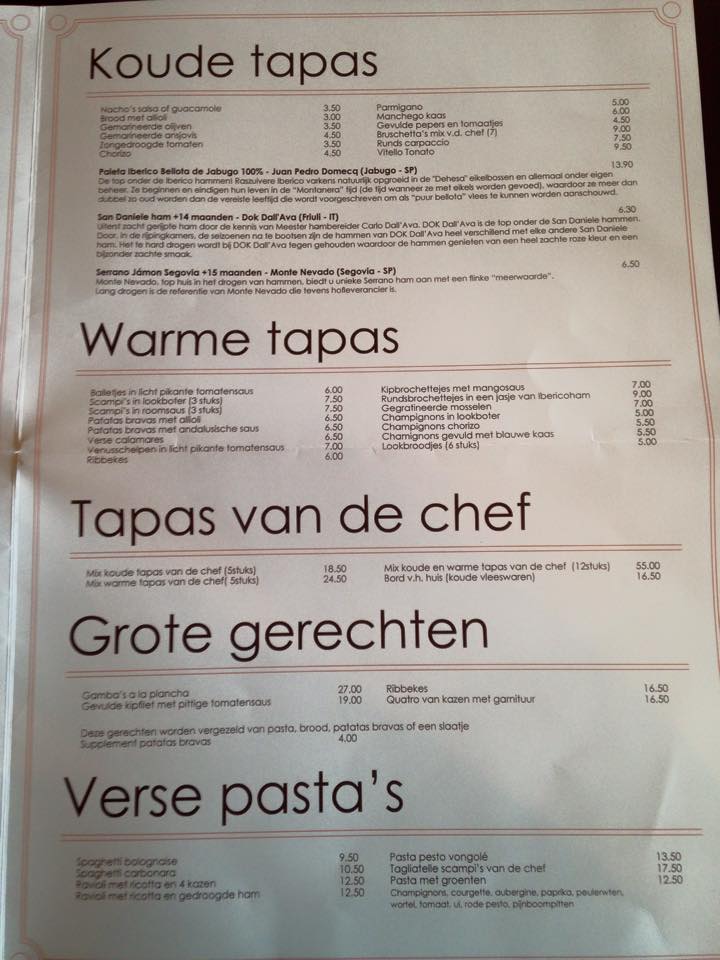 Koude tapas
Nacho's salsa of guacamole 3.50
Brood met aïloli 3.00
Gemarineerde olijven 3.50
Gemarineerde ansjovis 4.50
Zongedroogde tomaten 3.50
Chorizo 4.50
Parmigano 5.00
Manchego kaas 6.00
Gevulde pepers en tomaatjes 4.50
Bruschetta's mix v.d. chef (7) 9.00
Runds carpaccio 7.50
Vitello Tonato 9.50
Paleta Iberico Bellota de Jabugo 100% - Juan Pedro Domecq (Jabugo - SP) 13.90
De top onder de Iberico hammen! Raszuivere Iberico varkens natuurlijk opgroeid in de "Dehesa" eikelbossen en allemaal onder eigen
beheer. Ze beginnen en eindigen hun leven in de "Montanera" tijd (de tijd wanneer ze met eikels worden gevoed), waardoor ze meer dan
dubbel zo oud worden dan de vereiste leeftijd die wordt voorgeschreven om als "puur bellota" vlees te kunnen worden aanschouwd.
San Daniele ham +14 maanden - Dok Dall'Ava (Friuli - IT) 6.30
Uiterst zacht gerijpte ham door de kennis van Meester hambereider Carlo Dall'Ava. DOK Dall'Ava is de top onder de San Daniele hammen.
Door, in de rijpingkamers, de seizoenen na te bootsen zijn de hammen van DOK Dall'Ava heel verschillend met elke andere San Daniele
ham. Het te hard drogen wordt bij DOK Dall'Ava tegen gehouden waardoor de hammen genieten van een heel zachte roze kleur en een
bijzonder zachte smaak.
Serrano Jámon Segovia +15 maanden - Monte Nevado (Segovia - SP) 6.50
Monte Nevado, top huis in het drogen van hammen, biedt u unieke Serrano ham aan met een flinke "meerwaarde".
Lang drogen is de referentie van Monte Nevado die tevens hofleverancier is.
Warme tapas
Balletjes in licht pikante tomatensaus 6.00
Scampi's in lookboter (3 stuks) 7.50
Scampi's in roomsaus (3 stuks) 7.50
Patatas bravas met aïlloli 6.50
Patatas bravas met andalusische saus 6.50
Verse calamares 6.50
Venusschelpen in licht pikante tomatensaus 7.00
Ribbekes 6.00
Kipbrochettejes met mangosaus 7.00
Rundsbrochettejes in een jasje van Ibericoham 9.00
Gegratineerde mosselen 7.00
Champignons in lookboter 5.00
Champignons chorizo 5.50
Chamignons gevuld met blauwe kaas 5.50
Lookbroodjes (6 stuks) 5.00
Tapas van de chef
Mix koude tapas van de chef (5stuks) 18.50
Mix warme tapas van de chef( 5stuks) 24.50
Mix koude en warme tapas van de chef (12stuks) 55.00
Bord v.h. huis (koude vleeswaren) 16.50
Grote gerechten
Gamba's a la plancha 27.00
Gevulde kipfilet met pittige tomatensaus 19.00
Ribbekes 16.50
Quatro van kazen met garnituur 16.50
Deze gerechten worden vergezeld van pasta, brood, patatas bravas of een slaatje
Supplement patatas bravas 4.00
Verse pasta's
Spaghetti bolognaise 9.50
Spaghetti carbonara 10.50
Ravioli met ricotta en 4 kazen 12.50
Ravioli met ricotta en gedroogde ham 12.50
Pasta pesto vongolé 13.50
Tagliatelle scampi's van de chef 17.50
Pasta met groenten 12.50
Champignons, courgette, aubergine, paprika, peulerwten,
wortel, tomaat, ui, rode pesto, pijnboompitten